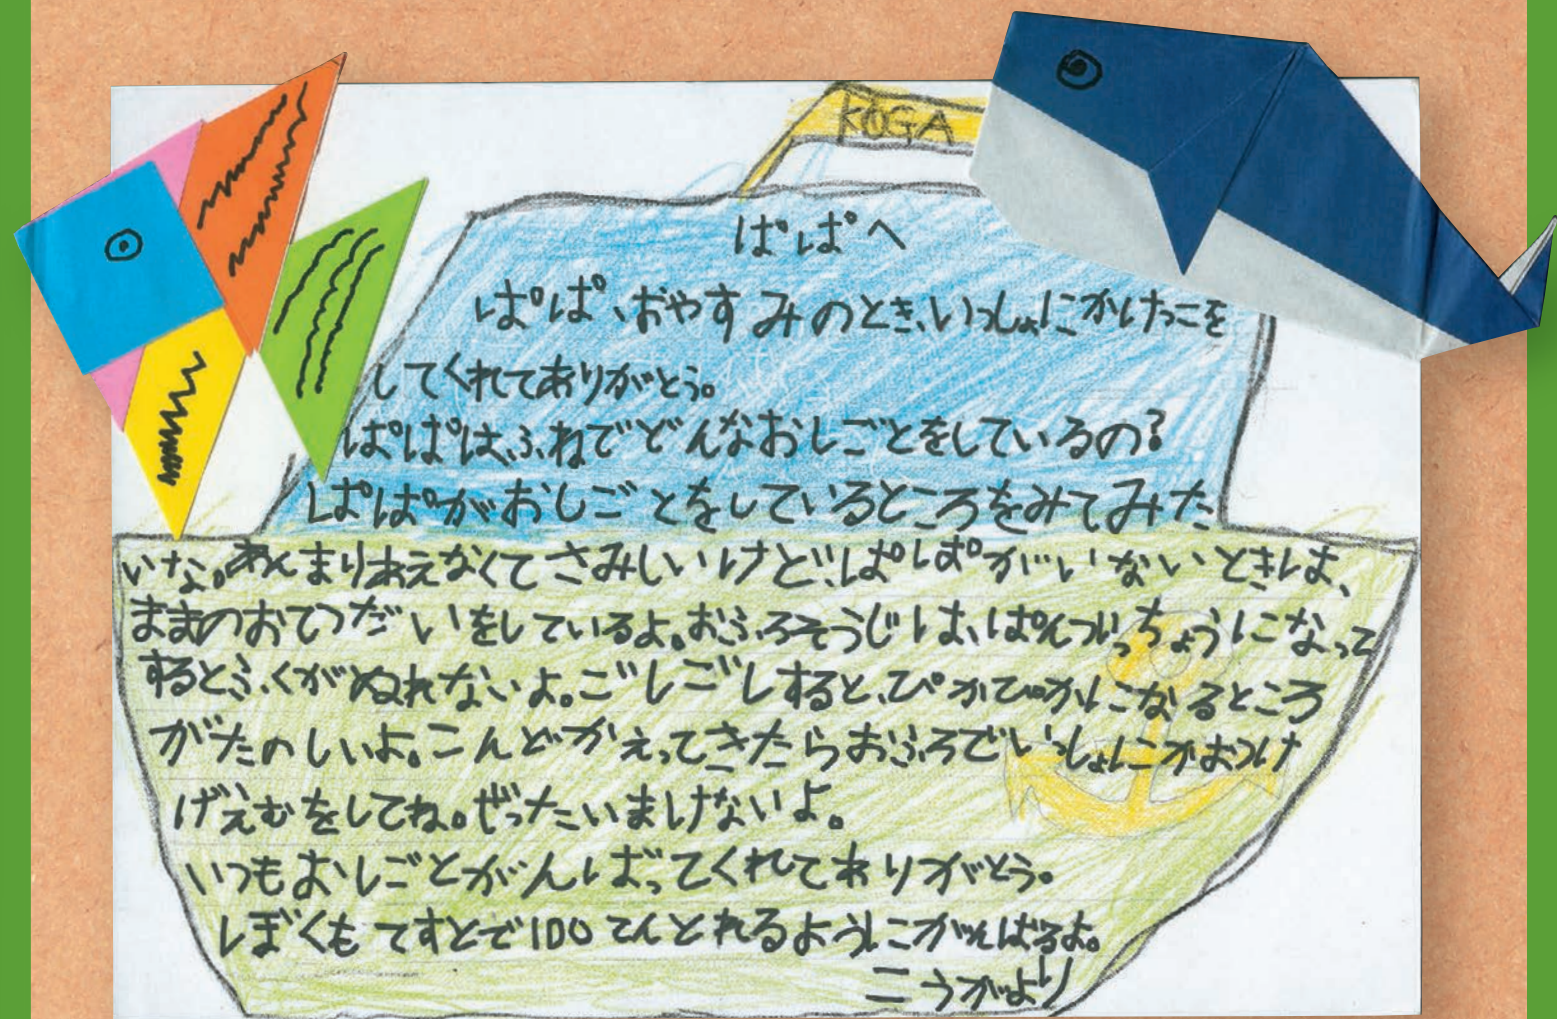 KOGA
ぱぱへ
ぱぱ、おやすみのとき、いっしょにかけっこを
してくれてありがとう。
ぱぱは、ふねでどんなおしごとをしているの?
ぱぱがおしごとをしているところをみてみた
いな。あんまりあえなくてさみしいけど、ぱぱがいないときは、
ままのおてつだいをしているよ。おふろそうじは、ぱんついっちょうになって
するとふくがぬれないよ。ごしごしすると、ぴかぴかになるところ
がたのしいよ。こんどかえってきたらおふろでいっしょにかおつけ
げえむをしてね。ぜったいまけないよ。
いつもおしごとがんばってくれてありがとう。
ぼくもてすとで100てんとれるようにがんばるよ。
こうがより